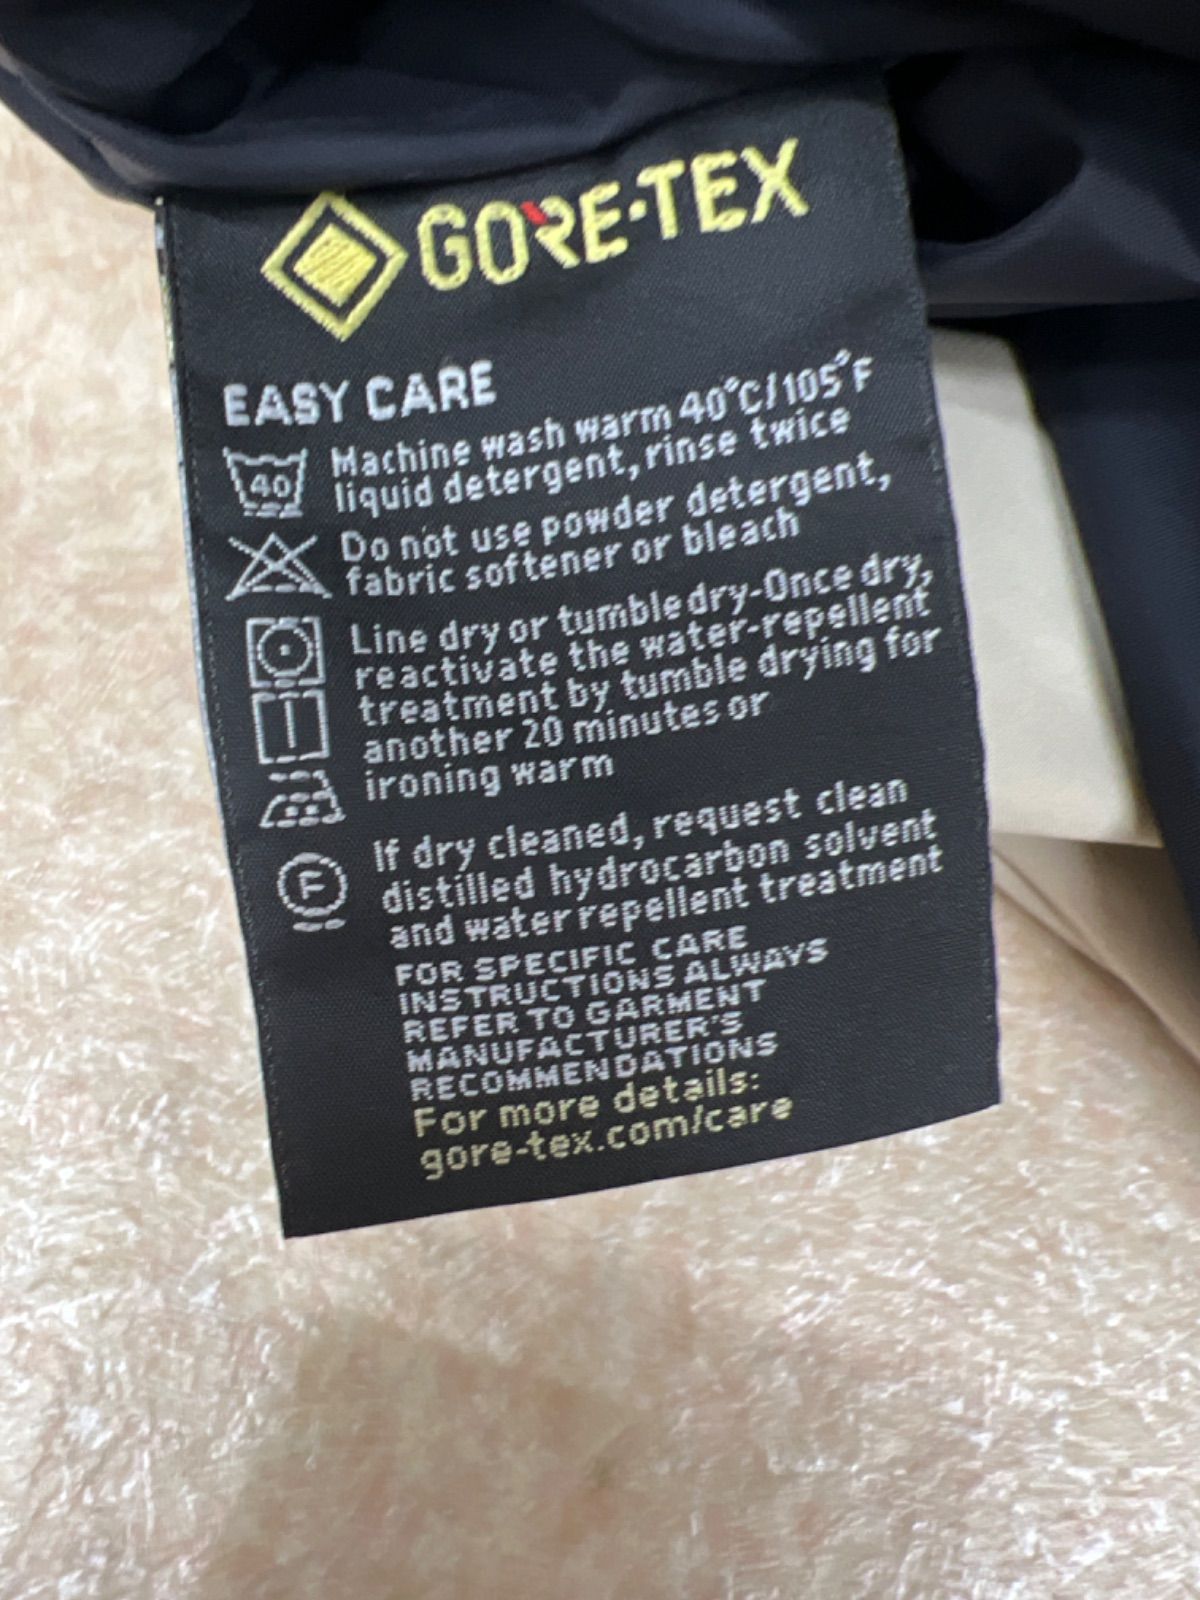 GORE-TEX
EASY CARE
40
Machine wash warm 40°C/105°F
liquid detergent, rinse twice
Do not use powder detergent,
fabric softener or bleach
Line dry or tumble dry-Once dry,
reactivate the water-repellent
treatment by tumble drying for
another 20 minutes or
ironing warm
F
If dry cleaned, request clean
distilled hydrocarbon solvent
and water repellent treatment
FOR SPECIFIC CARE
INSTRUCTIONS ALWAYS
REFER TO GARMENT
MANUFACTURER'S
RECOMMENDATIONS
For more details:
gore-tex.com/care